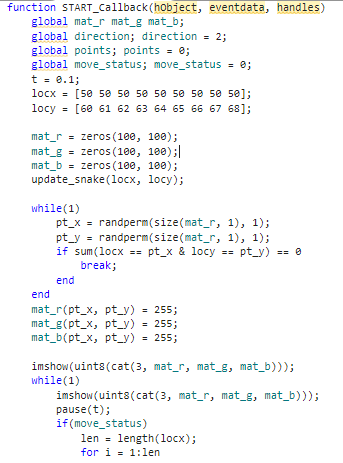 function START_Callback(hObject, eventdata, handles)
global mat_r mat_g mat_b;
global direction; direction = 2;
global points; points = 0;
global move_status; move_status = 0;
t = 0.1;
locx = [50 50 50 50 50 50 50 50 50];
locy = [60 61 62 63 64 65 66 67 68];
mat_r = zeros(100, 100);
mat_g = zeros(100, 100);
mat_b = zeros(100, 100);
update_snake(locx, locy);
while(1)
pt_x = randperm(size(mat_r, 1), 1);
pt_y = randperm(size(mat_r, 1), 1);
if sum(locx == pt_x & locy == pt_y) == 0
break;
end
end
mat_r(pt_x, pt_y) = 255;
mat_g(pt_x, pt_y) = 255;
mat_b(pt_x, pt_y) = 255;
imshow(uint8(cat(3, mat_r, mat_g, mat_b)));
while(1)
imshow(uint8(cat(3, mat_r, mat_g, mat_b)));
pause(t);
if(move_status)
len = length(locx);
for i = 1:len